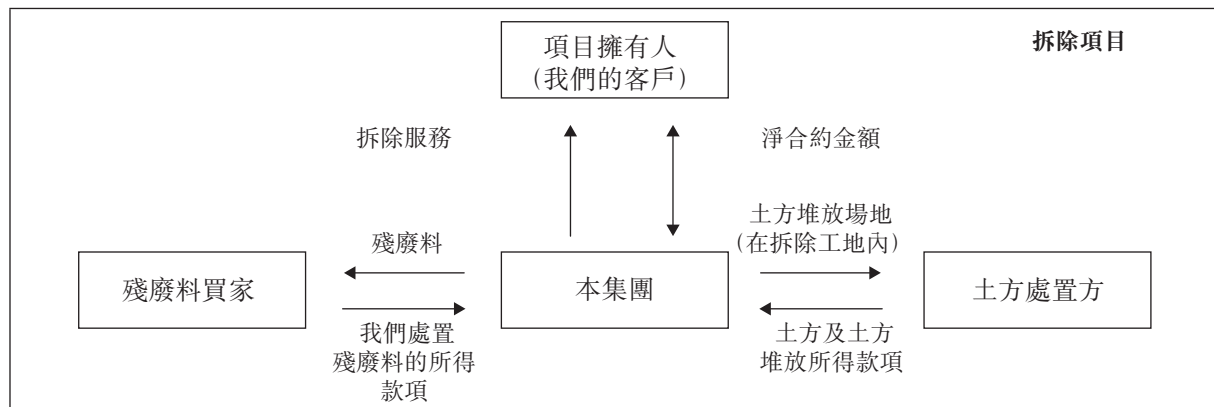 拆除項目
項目擁有人
(我們的客戶)
拆除服務
淨合約金額
殘廢料
土方堆放場地
(在拆除工地內)
殘廢料買家
本集團
土方處置方
我們處置
殘廢料的所得
款項
土方及土方
堆放所得款項